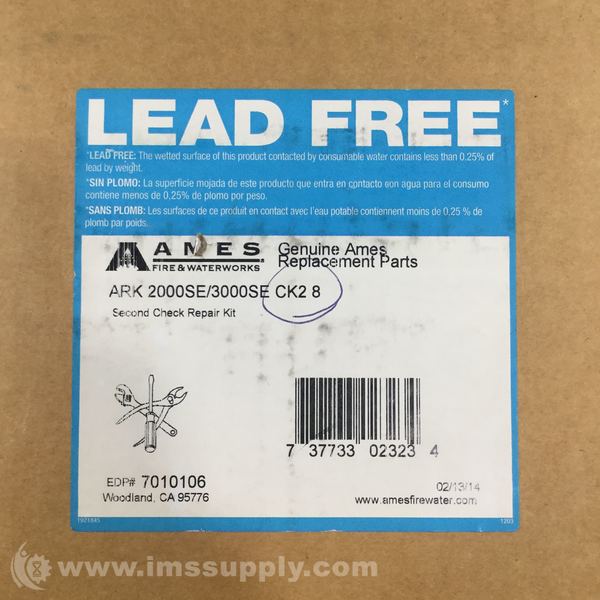 LEAD FREE*
*LEAD FREE: The wetted surface of this product contacted by consumable water contains less than 0.25% of
lead by weight.
*SIN PLOMO: La superficie mojada de este producto que entra en contacto con agua para el consumo
contiene menos de 0,25% de plomo por peso.
*SANS PLOMB: Les surfaces de ce produit en contact avec l'eau potable contiennent moins de 0,25 % de
plomb par poids.
AMES®
FIRE & WATERWORKS
Genuine Ames
Replacement Parts
ARK 2000SE/3000SE CK2 8
Second Check Repair Kit
7 37733 02323 4
EDP# 7010106
Woodland, CA 95776
02/13/14
www.amesfirewater.com
1921845
1203
© www.imssupply.com